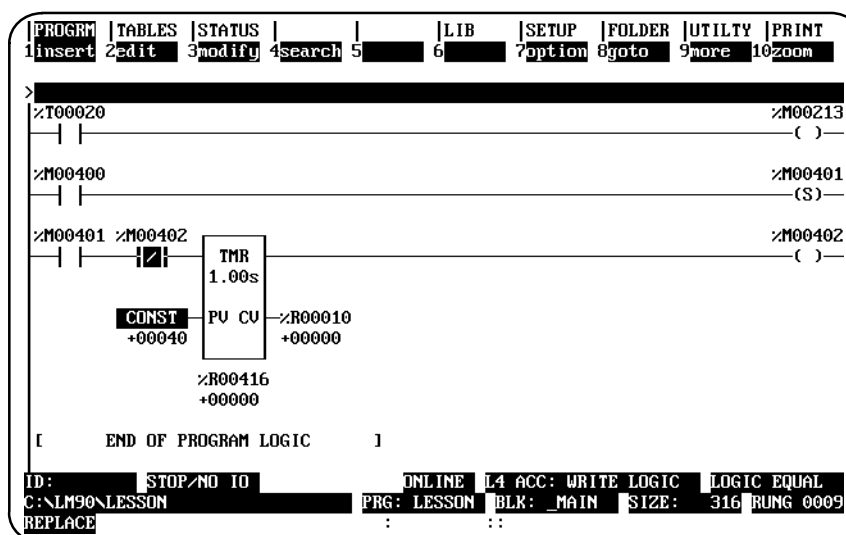 PROGRM |TABLES |STATUS | | |LIB |SETUP |FOLDER |UTILTY |PRINT
1insert 2edit 3modify 4search 5 6 7option 8goto 9more 10zoom
>
%T00020 %M00213
( )
%M00400 %M00401
(S)
%M00401 %M00402 %M00402
/ TMR ( )
1.00s
CONST PV CV %R00010
+00040 +00000
%R00416
+00000
[ END OF PROGRAM LOGIC ]
ID: STOP/NO IO ONLINE L4 ACC: WRITE LOGIC LOGIC EQUAL
C:\LM90\LESSON PRG: LESSON BLK: _MAIN SIZE: 316 RUNG 0009
REPLACE : ::